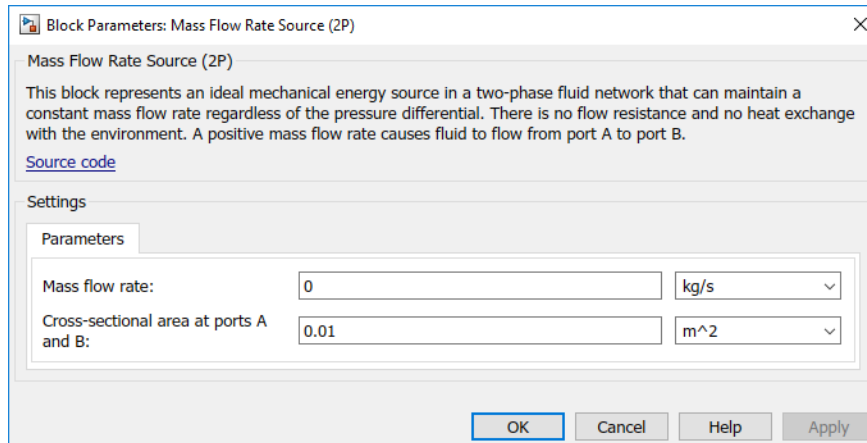 Block Parameters: Mass Flow Rate Source (2P)
Mass Flow Rate Source (2P)
This block represents an ideal mechanical energy source in a two-phase fluid network that can maintain a
constant mass flow rate regardless of the pressure differential. There is no flow resistance and no heat exchange
with the environment. A positive mass flow rate causes fluid to flow from port A to port B.
Source code
Settings
Parameters
Mass flow rate: 0 kg/s
Cross-sectional area at ports A
and B: 0.01 m^2
OK Cancel Help Apply